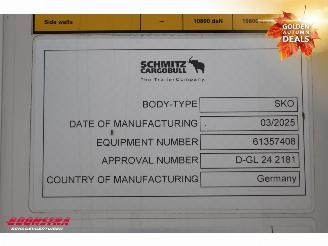 Side walls
10800 daN
GOLDEN
AUTUMN
DEALS
SCHMITZ
CARGOBULL
The Trailer Company.
BODY-TYPE SKO
DATE OF MANUFACTURING . 03/2025
EQUIPMENT NUMBER 61357408
APPROVAL NUMBER D-GL 24 2181
COUNTRY OF MANUFACTURING Germany